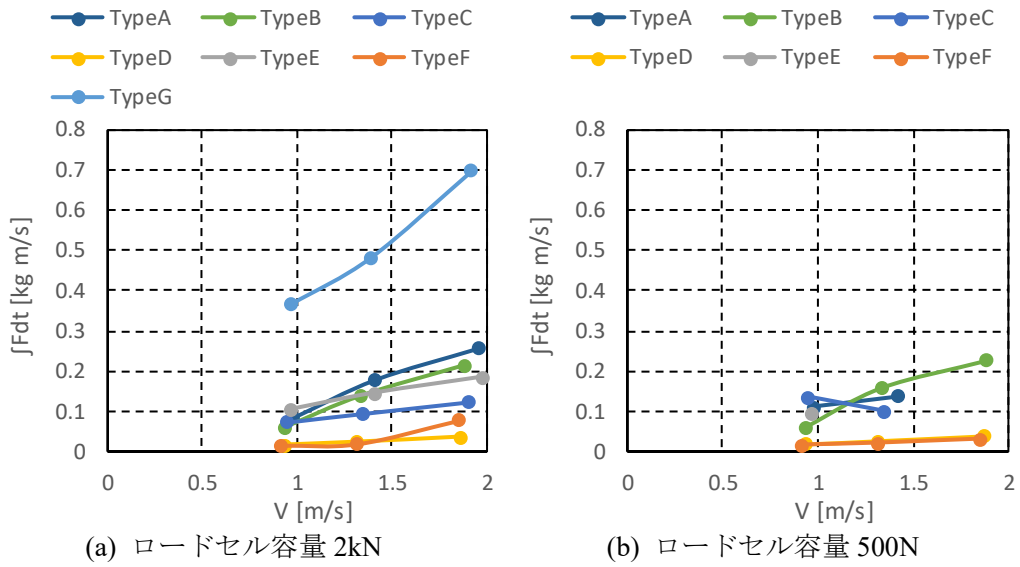 TypeA TypeB TypeC
TypeD TypeE TypeF
TypeG
0.8
0.7
0.6
0.5
0.4
0.3
0.2
0.1
0
∫Fdt [kg m/s]
0 0.5 1 1.5 2
V [m/s]
(a) ロードセル容量 2kN
TypeA TypeB TypeC
TypeD TypeE TypeF
0.8
0.7
0.6
0.5
0.4
0.3
0.2
0.1
0
∫Fdt [kg m/s]
0 0.5 1 1.5 2
V [m/s]
(b) ロードセル容量 500N